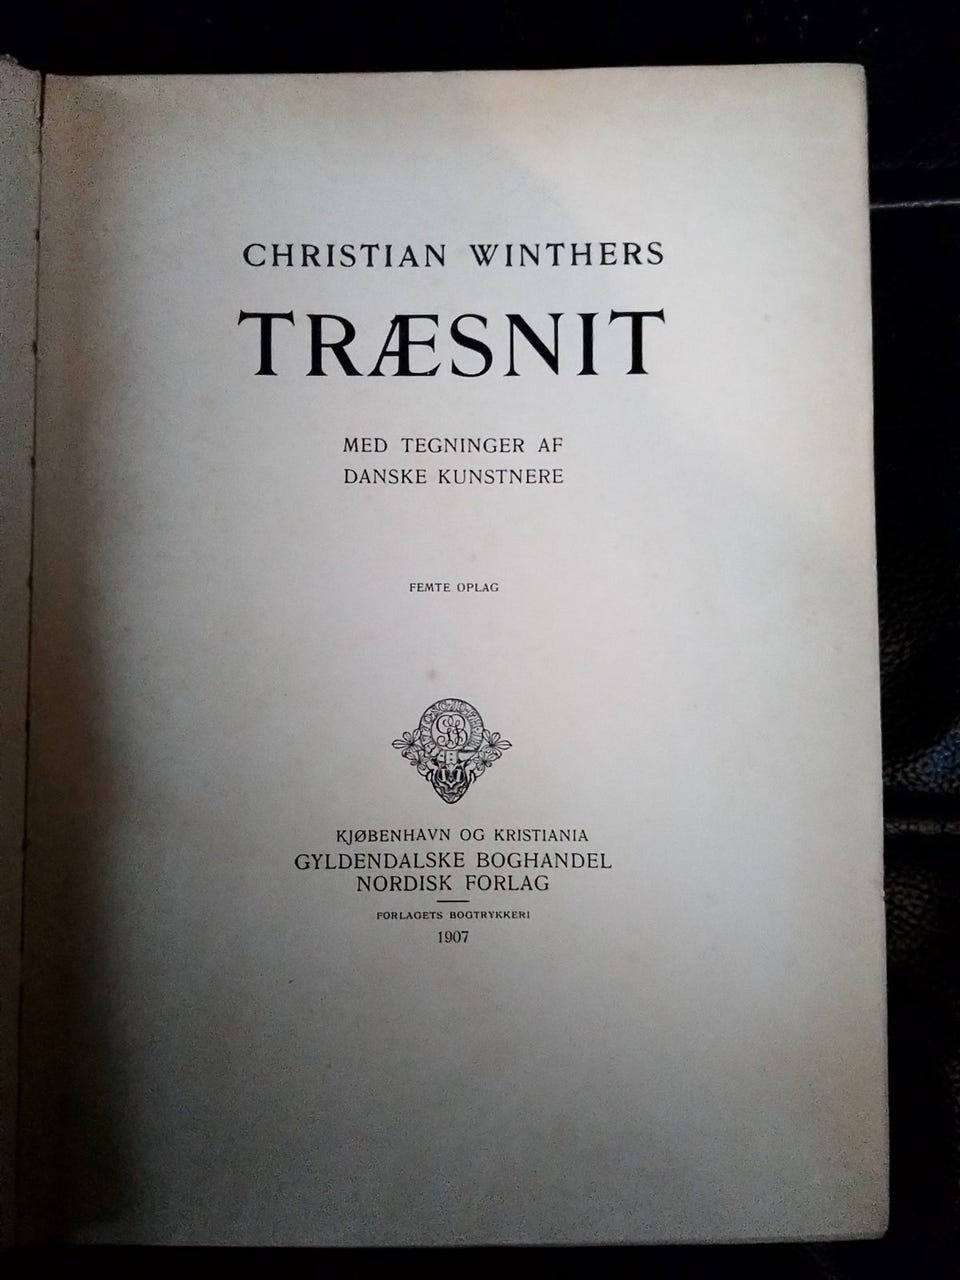 CHRISTIAN WINTHERS
TRÆSNIT
MED TEGNINGER AF
DANSKE KUNSTNERE
FEMTE OPLAG
KJØBENHAVN OG KRISTIANIA
GYLDENDALSKE BOGHANDEL
NORDISK FORLAG
FORLAGETS BOGTRYKKERI
1907